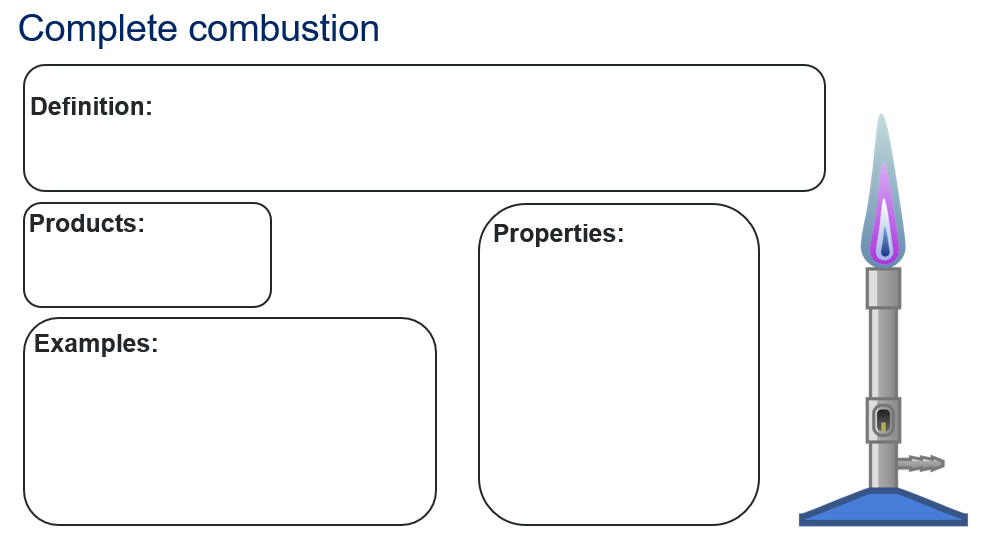 Complete combustion
Definition:
Products:
Properties:
Examples: